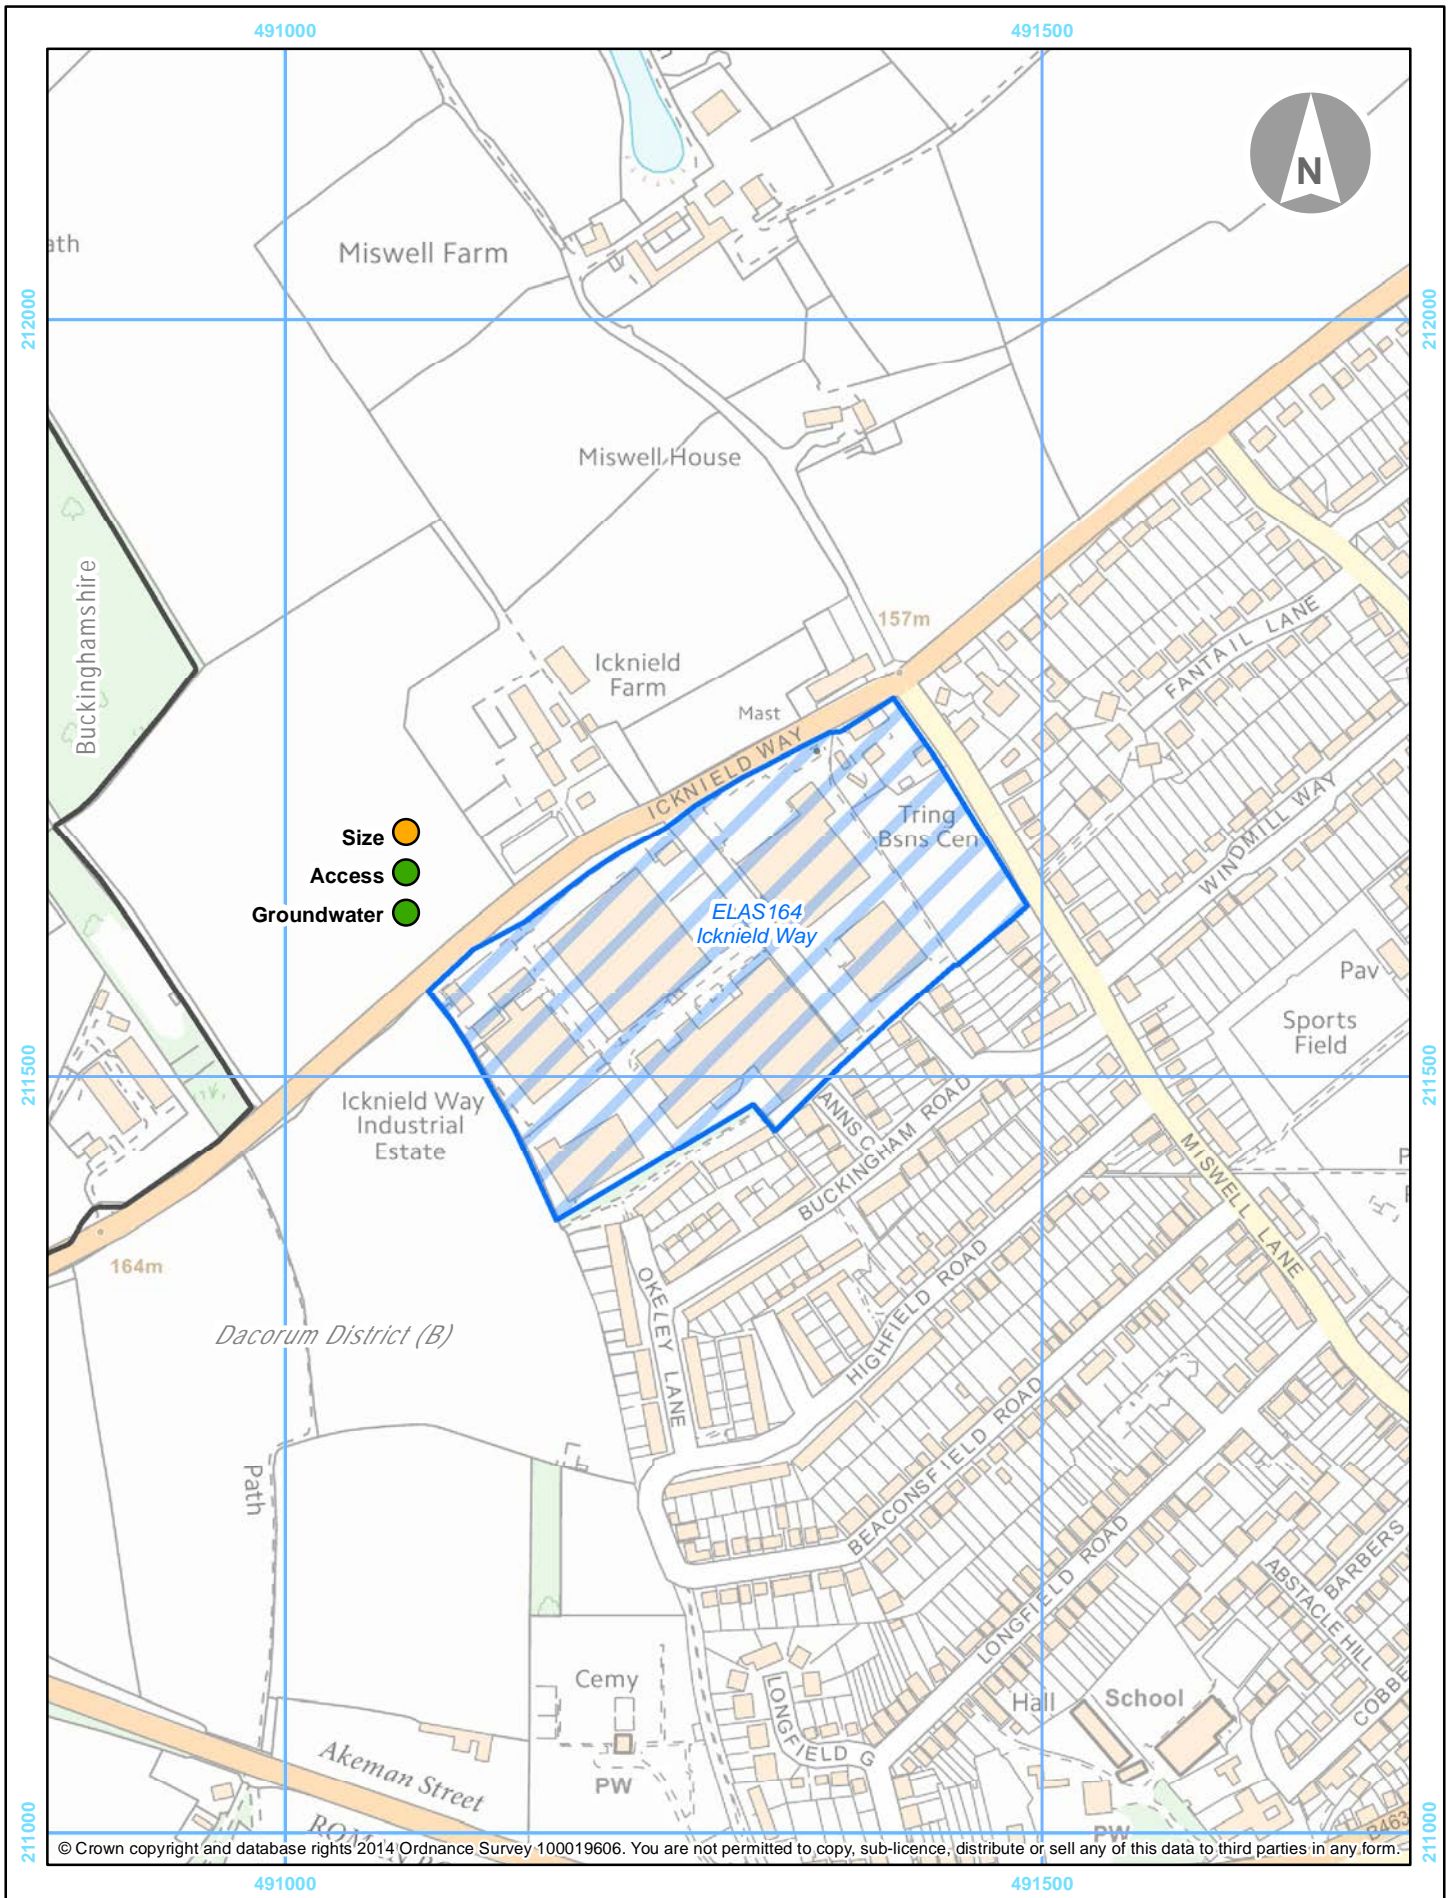 491000
491500
N
ath
Miswell Farm
212000
212000
Miswell House
Buckinghamshire
157m
FANTAIL LANE
Icknield
Farm
Mast
ICKNIELD WAY
Tring
Bsns Cen
WINDMILL WAY
Size
Access
Groundwater
ELAS164
Icknield Way
Pav
Sports
Field
211500
211500
Icknield Way
Industrial
Estate
ANNS C
BUCKINGHAM ROAD
MISWELL LANE
P
164m
OKELEY LANE
HIGHFIELD ROAD
Dacorum District (B)
Path
BEACONSFIELD ROAD
LONGFIELD ROAD
BARBERS
ABSTACLE HILL
COBBE
Cemy
Hall
School
LONGFIELD G
Akeman Street
PW
ROM
PW
B463
211000
211000
© Crown copyright and database rights 2014 Ordnance Survey 100019606. You are not permitted to copy, sub-licence, distribute or sell any of this data to third parties in any form.
491000
491500